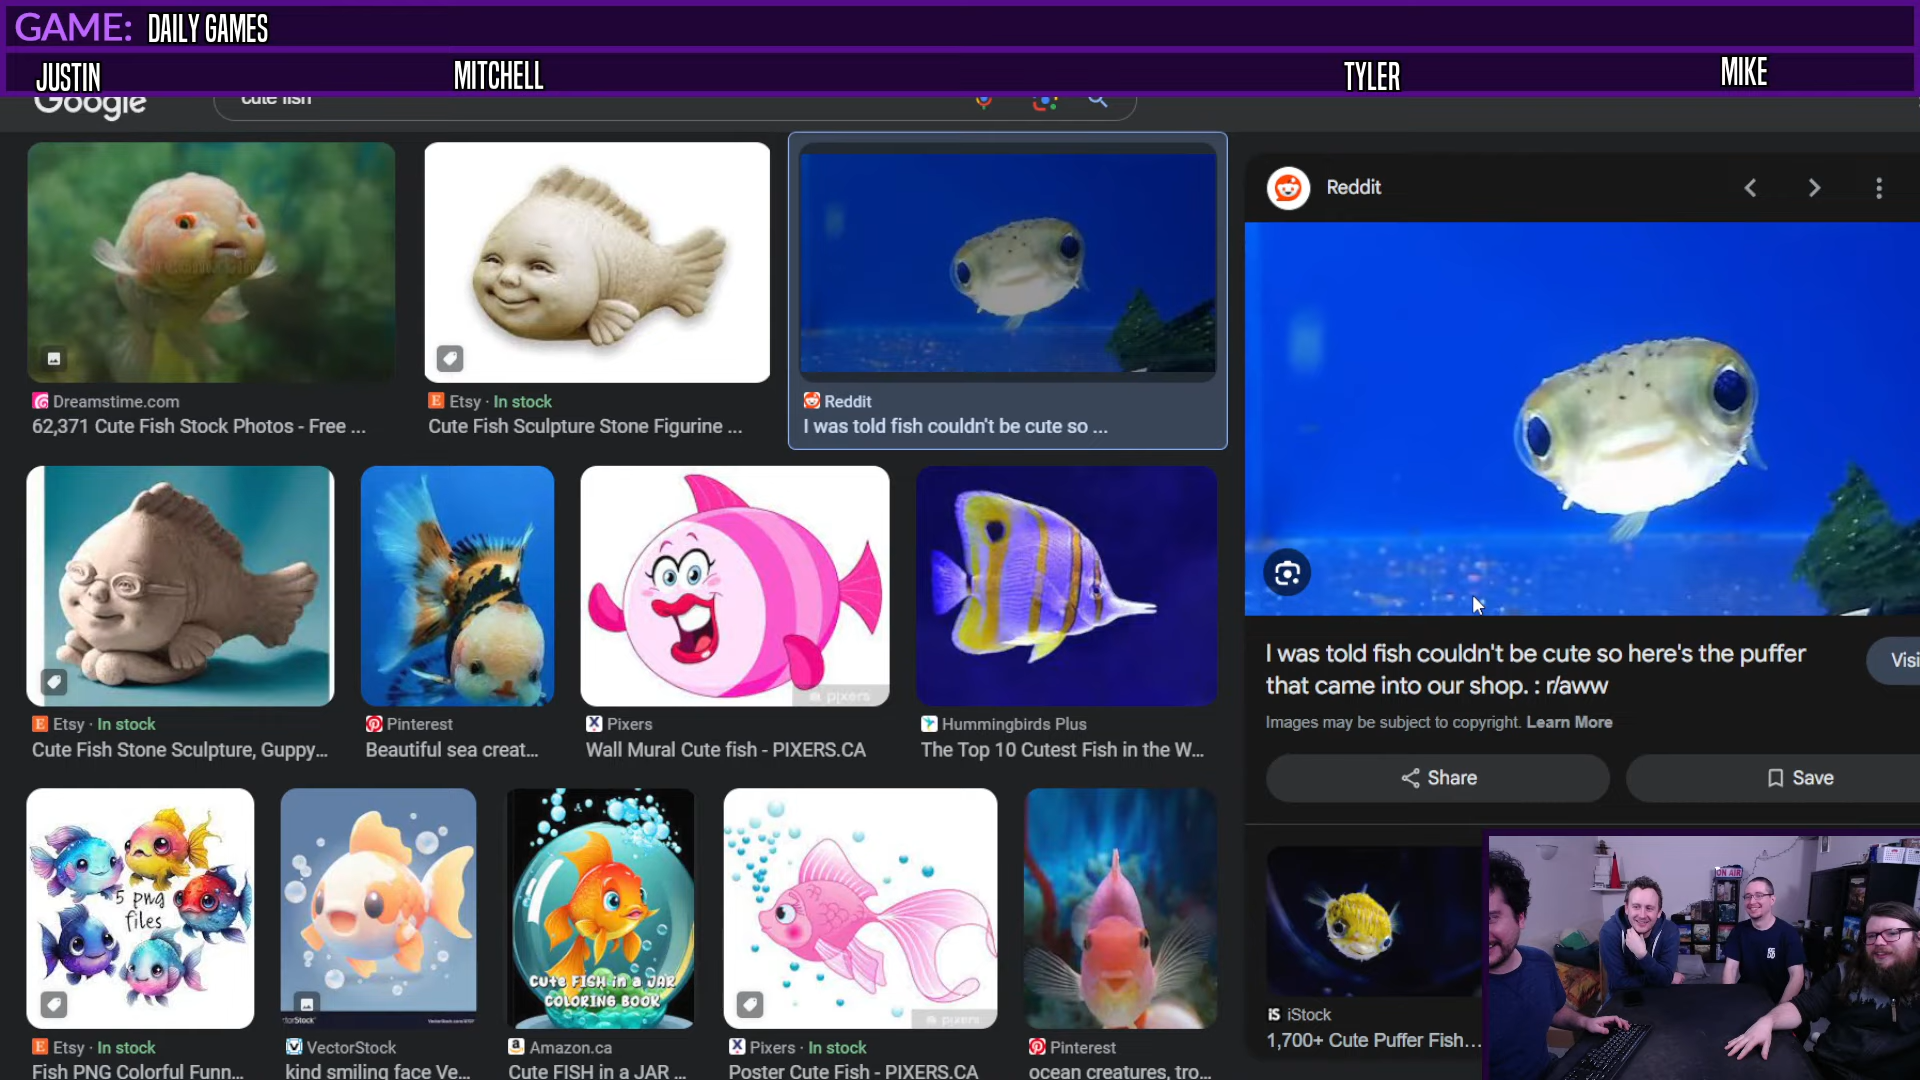 GAME: DAILY GAMES
JUSTIN
MITCHELL
TYLER
MIKE
Google
cute fish
Reddit
Dreamstime.com
62,371 Cute Fish Stock Photos - Free ...
Etsy · In stock
Cute Fish Sculpture Stone Figurine ...
Reddit
I was told fish couldn't be cute so ...
Etsy · In stock
Cute Fish Stone Sculpture, Guppy...
Pinterest
Beautiful sea creat...
pixers
Pixers
Wall Mural Cute fish - PIXERS.CA
Hummingbirds Plus
The Top 10 Cutest Fish in the W...
I was told fish couldn't be cute so here's the puffer
that came into our shop. : r/aww
Visi
Images may be subject to copyright. Learn More
Share
Save
5 png
files
Etsy · In stock
Fish PNG Colorful Funn...
VectorStock
kind smiling face Ve...
Cute FISH in a JAR
COLORING BOOK
Amazon.ca
Cute FISH in a JAR ...
pixers
Pixers · In stock
Poster Cute Fish - PIXERS.CA
Pinterest
ocean creatures, tro...
iS iStock
1,700+ Cute Puffer Fish...
ON AIR